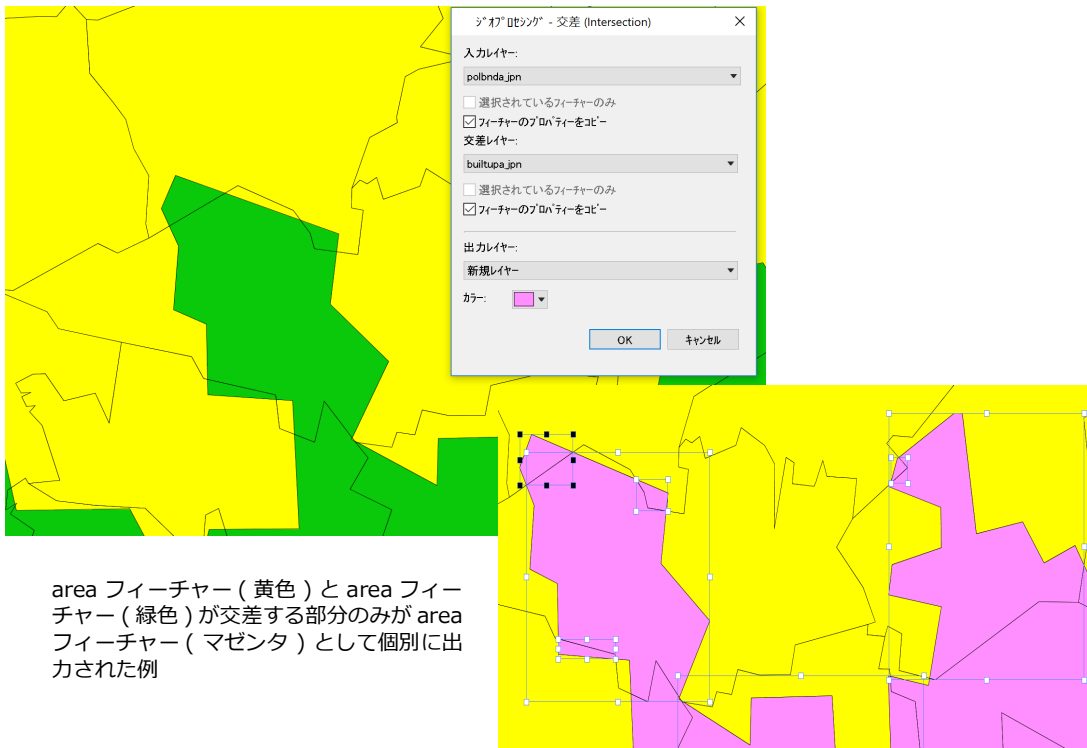 ｼﾞｵﾌﾟﾛｾｼﾝｸﾞ - 交差 (Intersection)
入力レイヤー:
polbnda_jpn
選択されているﾌｨｰﾁｬｰのみ
ﾌｨｰﾁｬｰのﾌﾟﾛﾊﾟﾃｨｰをｺﾋﾟｰ
交差レイヤー:
builtupa_jpn
選択されているﾌｨｰﾁｬｰのみ
ﾌｨｰﾁｬｰのﾌﾟﾛﾊﾟﾃｨｰをｺﾋﾟｰ
出力レイヤー:
新規レイヤー
ｶﾗｰ:
OK
ｷｬﾝｾﾙ
area フィーチャー ( 黄色 ) と area フィー
チャー ( 緑色 ) が交差する部分のみが area
フィーチャー ( マゼンタ ) として個別に出
力された例